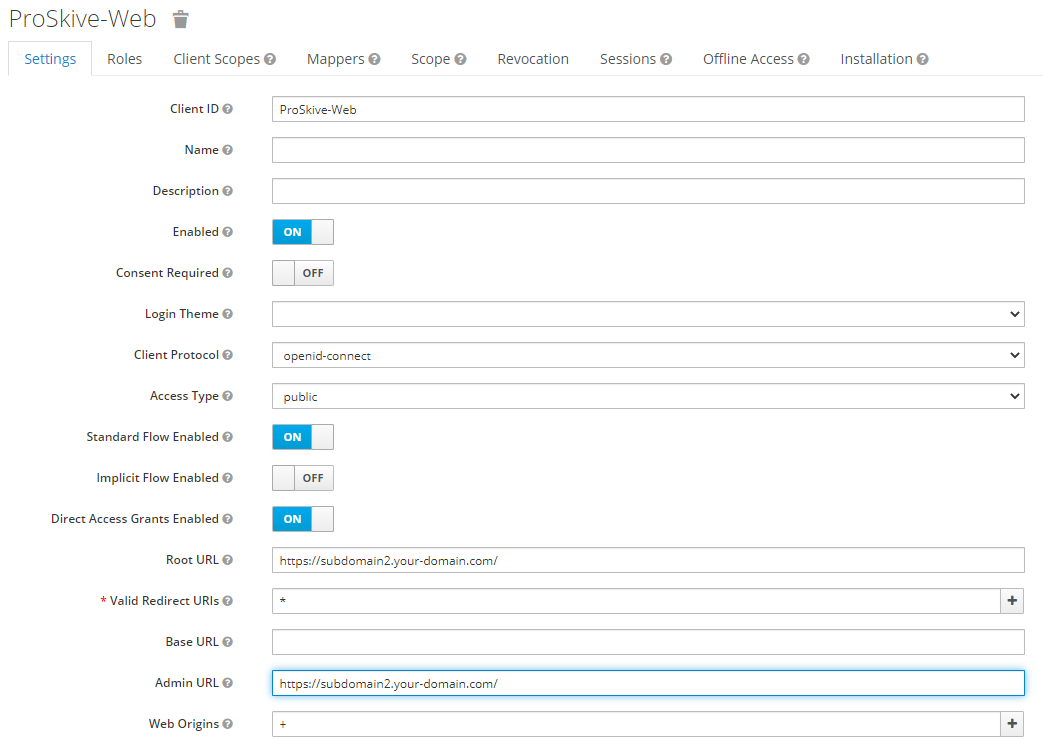 ProSkive-Web
Settings Roles Client Scopes Mappers Scope Revocation Sessions Offline Access Installation
Client ID ProSkive-Web
Name
Description
Enabled ON
Consent Required OFF
Login Theme
Client Protocol openid-connect
Access Type public
Standard Flow Enabled ON
Implicit Flow Enabled OFF
Direct Access Grants Enabled ON
Root URL https://subdomain2.your-domain.com/
* Valid Redirect URIs *
Base URL
Admin URL https://subdomain2.your-domain.com/
Web Origins +